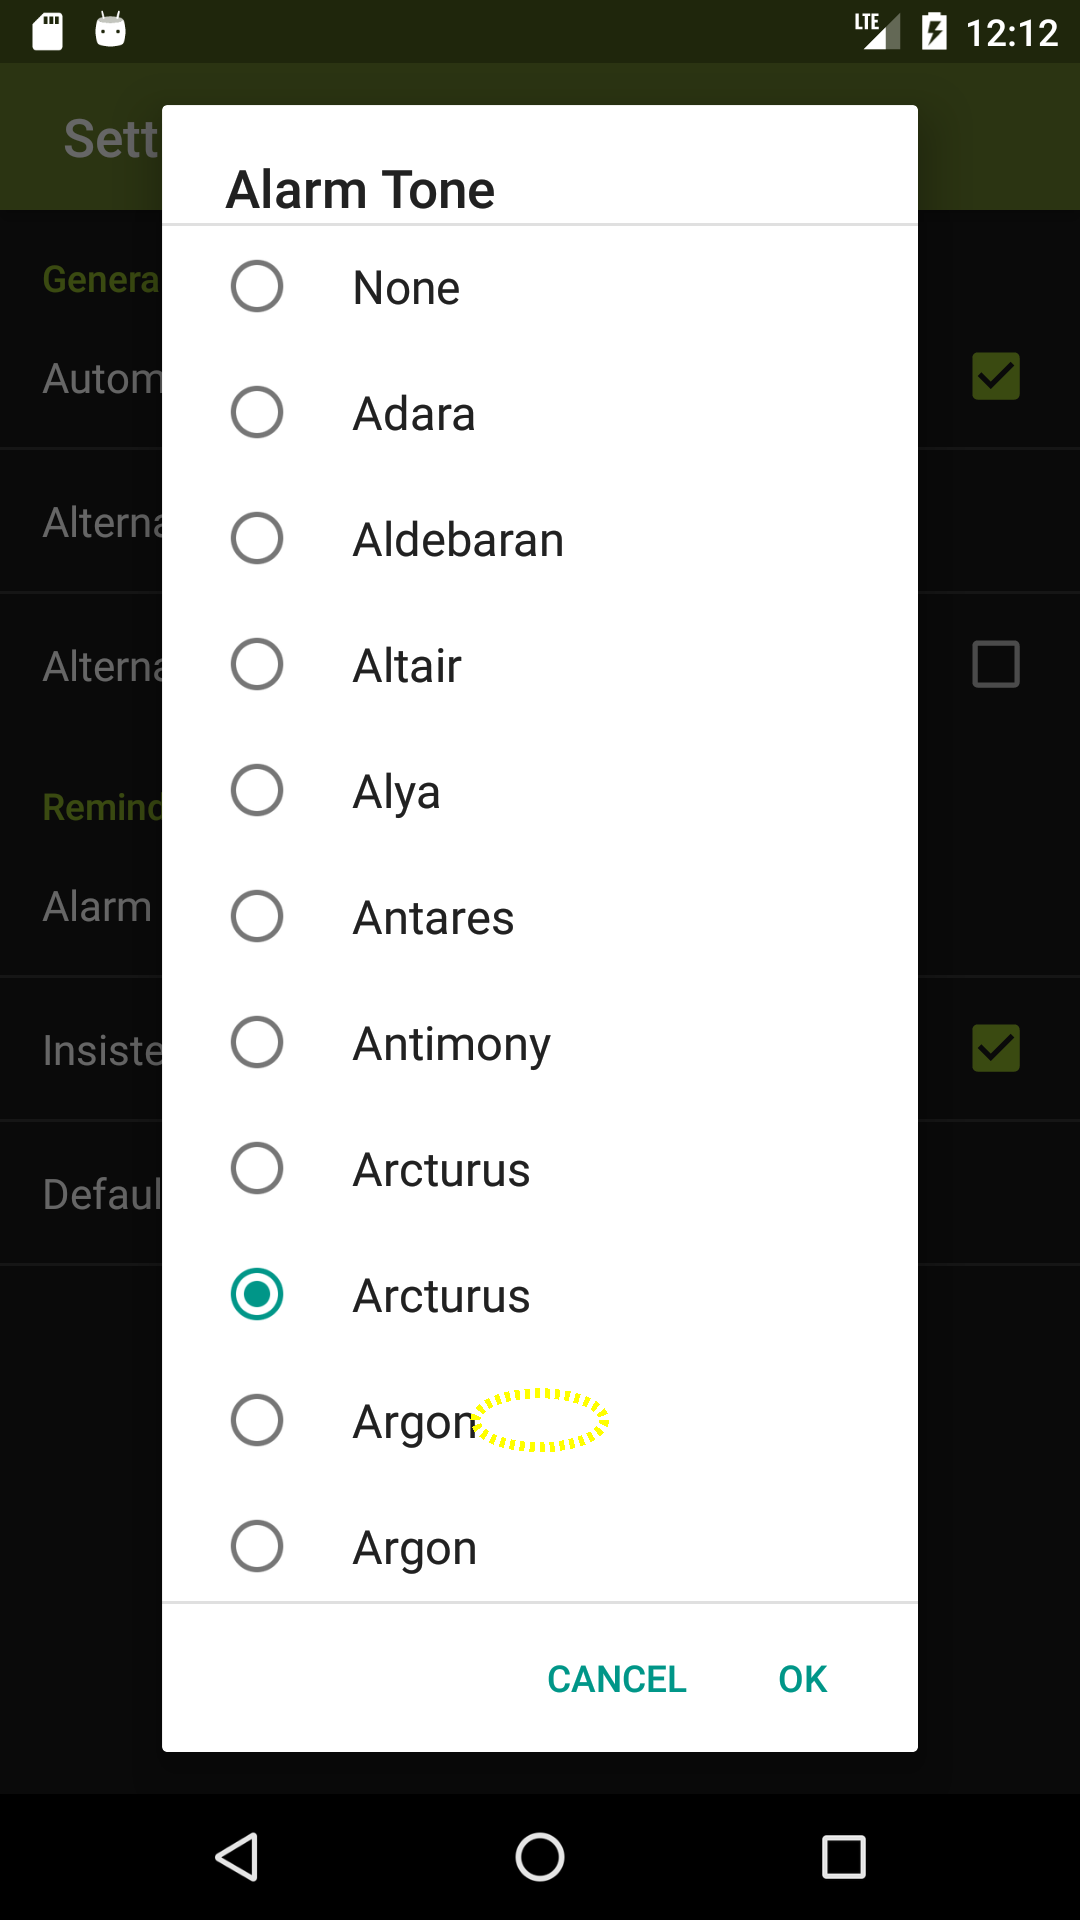 LTE 12:12
Sett
Alarm Tone
Genera
None
Autom
Adara
Alterna
Aldebaran
Alterna
Altair
Remind
Alya
Alarm
Antares
Insiste
Antimony
Defaul
Arcturus
Arcturus
Argon
Argon
CANCEL OK